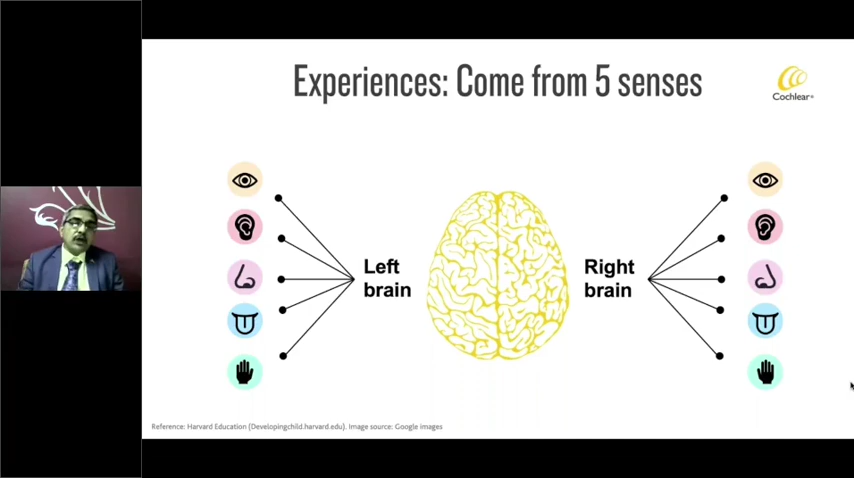 Experiences: Come from 5 senses
Cochlear®
Left
brain
Right
brain
Reference: Harvard Education (Developingchild.harvard.edu). Image source: Google images